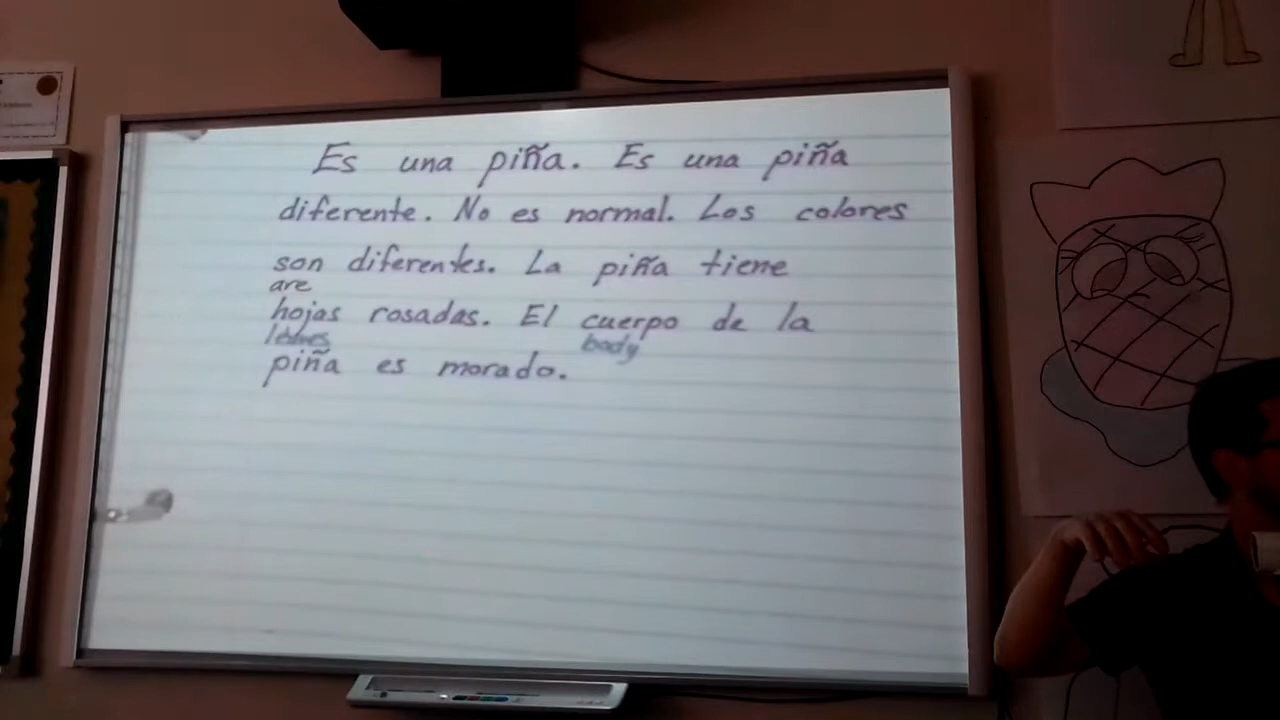 Es una piña. Es una piña
diferente. No es normal. Los colores
son diferentes. La piña tiene
are
hojas rosadas. El cuerpo de la
body
piña es morado.